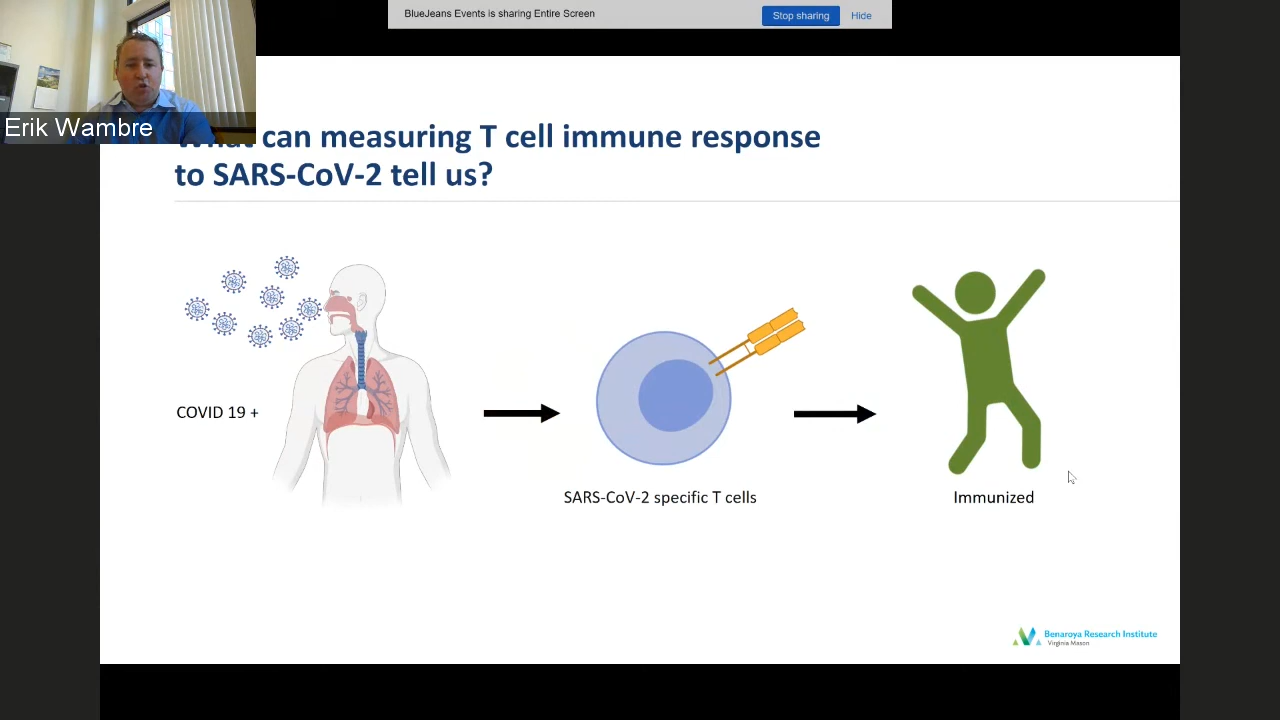 BlueJeans Events is sharing Entire Screen
Stop sharing
Hide
Erik Wambre
can measuring T cell immune response
to SARS-CoV-2 tell us?
COVID 19 +
SARS-CoV-2 specific T cells
Immunized
Benaroya Research Institute
Virginia Mason